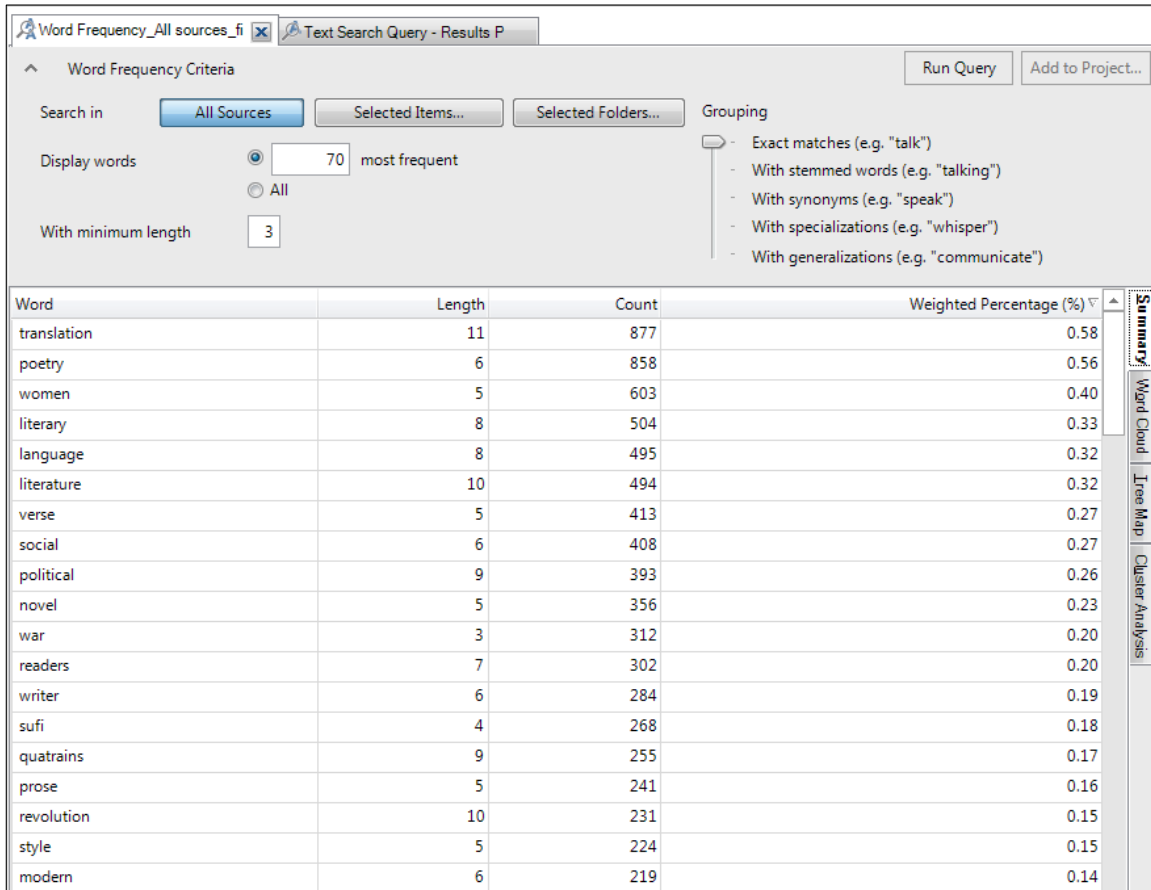 Word Frequency_All sources_fi Text Search Query - Results P
Word Frequency Criteria Run Query Add to Project...
Search in All Sources Selected Items... Selected Folders... Grouping
Exact matches (e.g. "talk")
Display words 70 most frequent
With stemmed words (e.g. "talking")
All
With synonyms (e.g. "speak")
With minimum length 3
With specializations (e.g. "whisper")
With generalizations (e.g. "communicate")
Word Length Count Weighted Percentage (%)
translation 11 877 0.58
poetry 6 858 0.56
women 5 603 0.40
literary 8 504 0.33
language 8 495 0.32
literature 10 494 0.32
verse 5 413 0.27
social 6 408 0.27
political 9 393 0.26
novel 5 356 0.23
war 3 312 0.20
readers 7 302 0.20
writer 6 284 0.19
sufi 4 268 0.18
quatrains 9 255 0.17
prose 5 241 0.16
revolution 10 231 0.15
style 5 224 0.15
modern 6 219 0.14
Summary
Word Cloud
Tree Map
Cluster Analysis